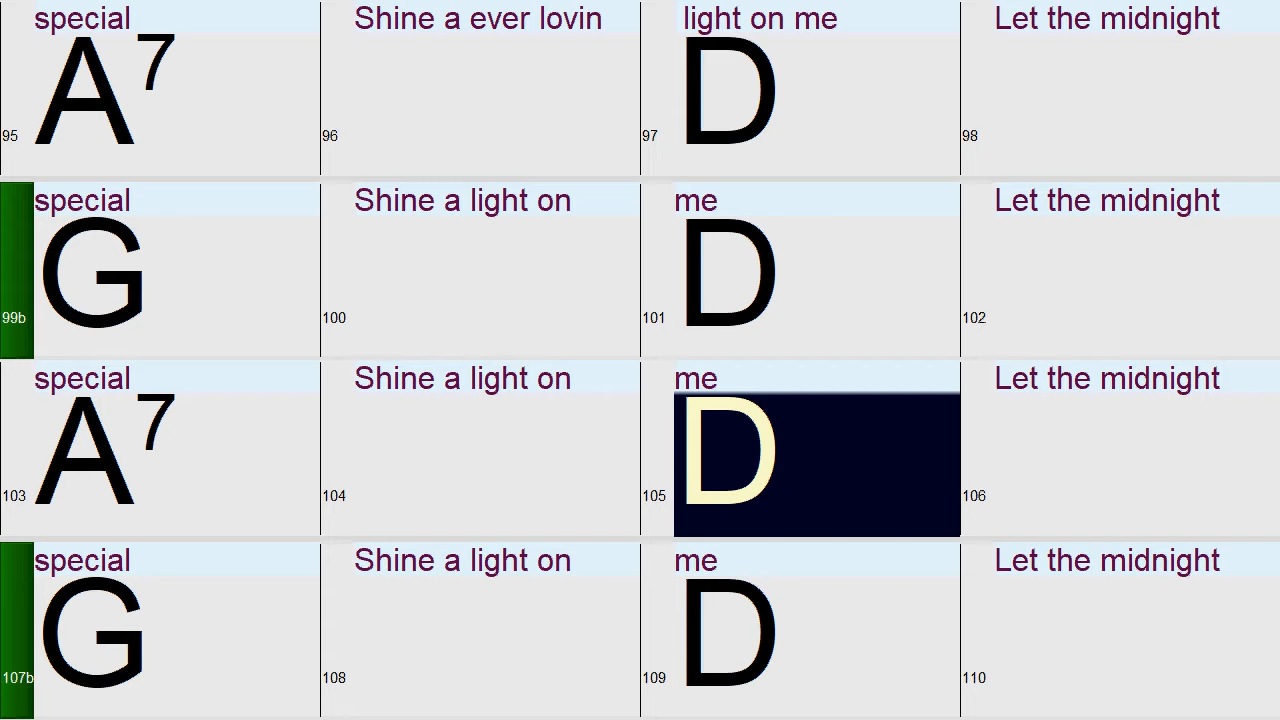 special Shine a ever lovin light on me Let the midnight
95 A7 96 97 D 98
special Shine a light on me Let the midnight
99b G 100 101 D 102
special Shine a light on me Let the midnight
103 A7 104 105 D 106
special Shine a light on me Let the midnight
107b G 108 109 D 110